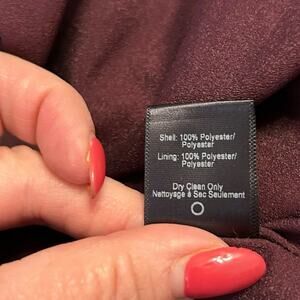 Shell: 100% Polyester/
Polyester
Lining: 100% Polyester/
Polyester
Dry Clean Only
Nettoyage á Sec Seulement